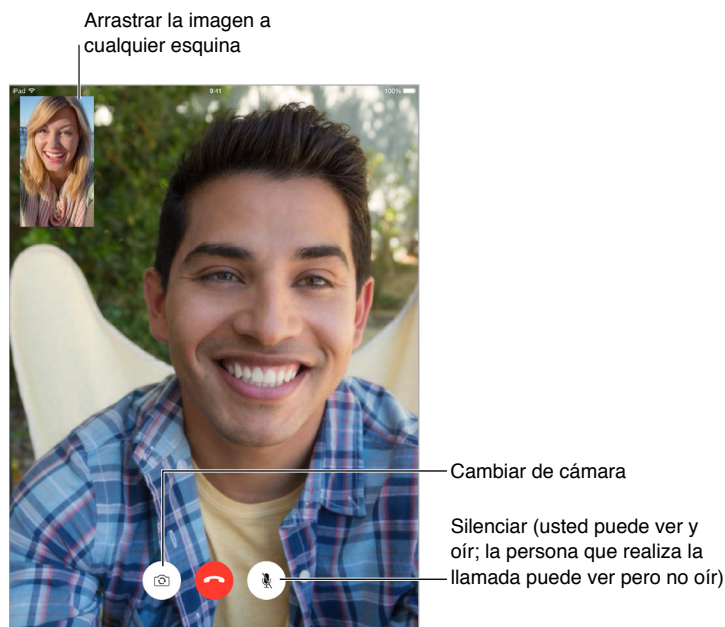 Arrastrar la imagen a
cualquier esquina
iPad
9:41
100%
Cambiar de cámara
Silenciar (usted puede ver y
oír; la persona que realiza la
llamada puede ver pero no oír)